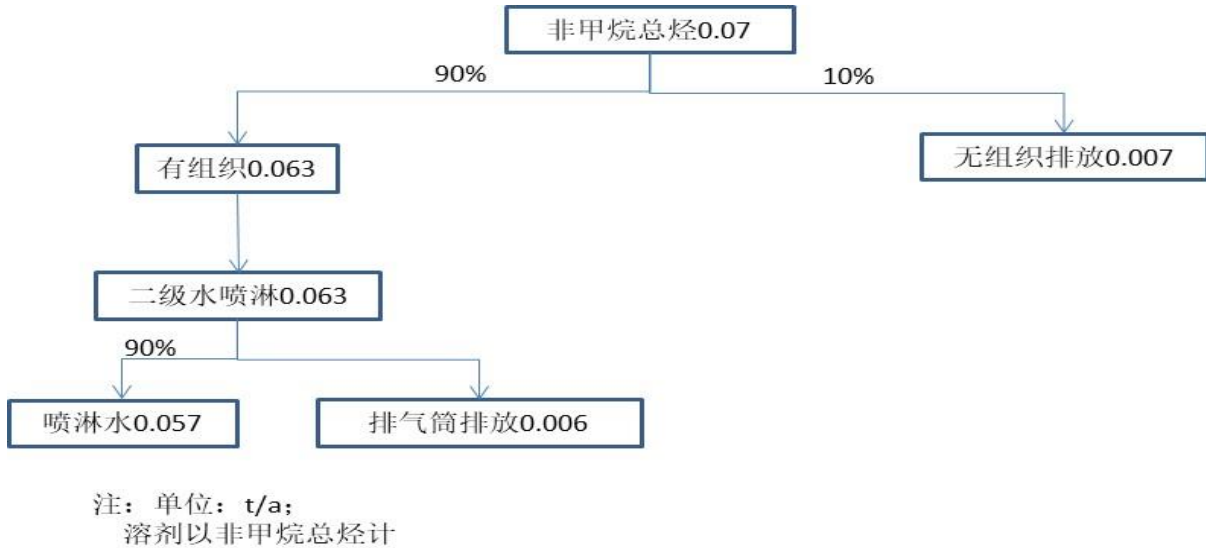 非甲烷总烃0.07
90%
10%
有组织0.063
无组织排放0.007
二级水喷淋0.063
90%
喷淋水0.057
排气筒排放0.006
注：单位：t/a；
溶剂以非甲烷总烃计